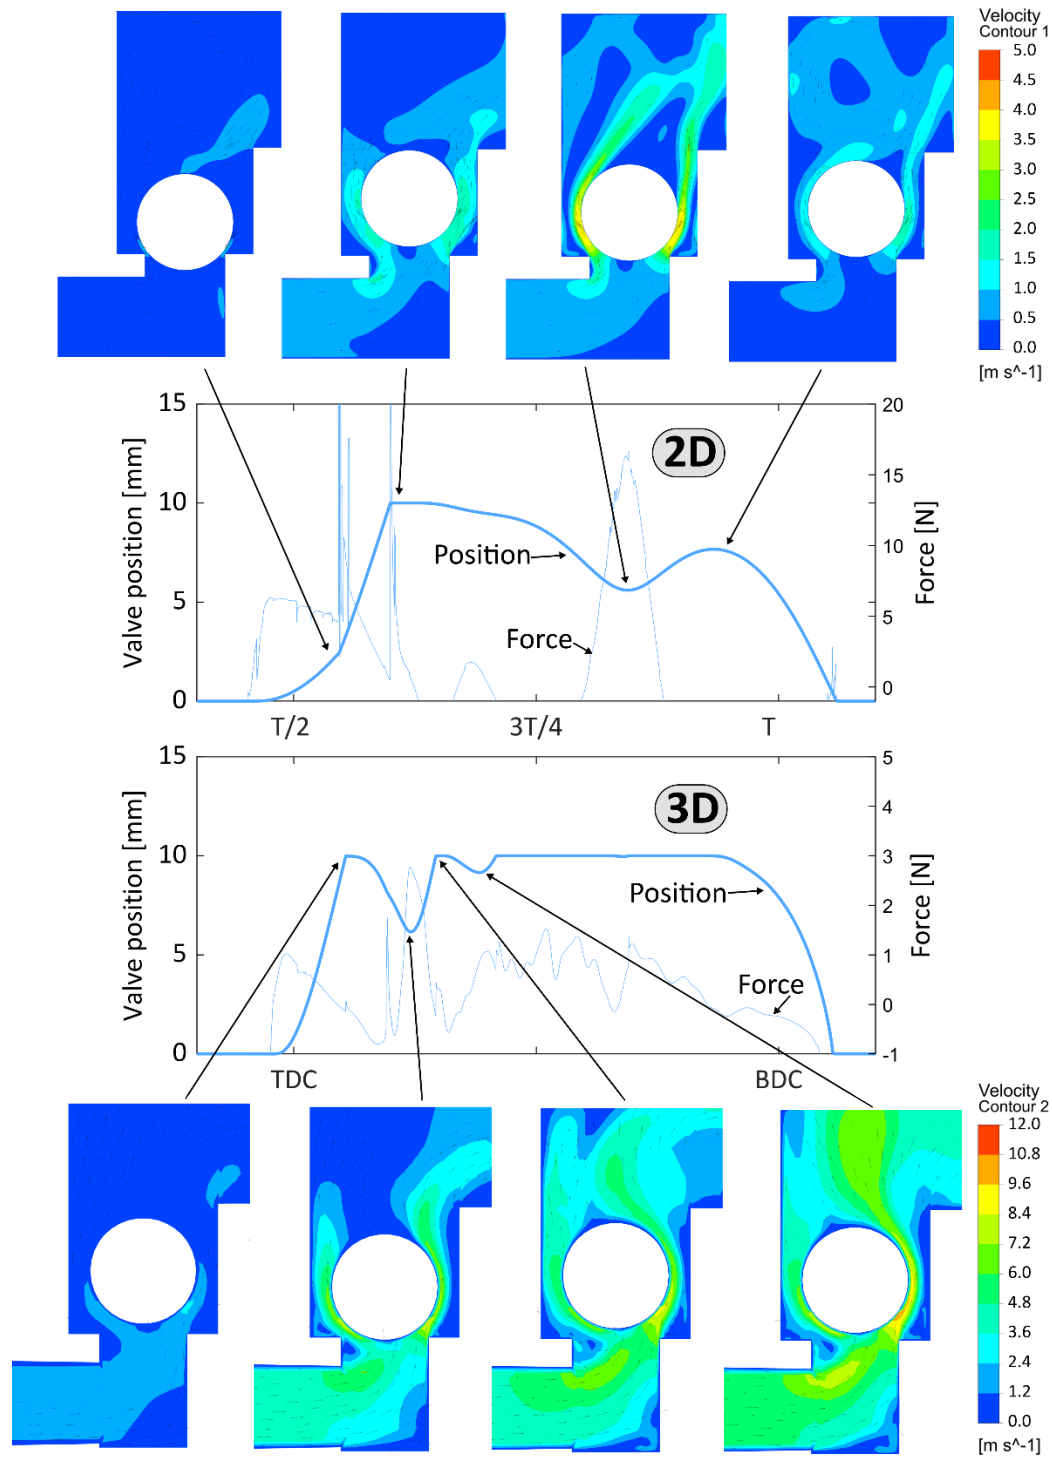 Velocity
Contour 1
5.0
4.5
4.0
3.5
3.0
2.5
2.0
1.5
1.0
0.5
0.0
[m s^-1]
15
10
5
0
Valve position [mm]
2D
Position
Force
20
15
10
5
0
Force [N]
T/2
3T/4
T
15
10
5
0
Valve position [mm]
3D
Position
Force
5
4
3
2
1
0
-1
Force [N]
TDC
BDC
Velocity
Contour 2
12.0
10.8
9.6
8.4
7.2
6.0
4.8
3.6
2.4
1.2
0.0
[m s^-1]